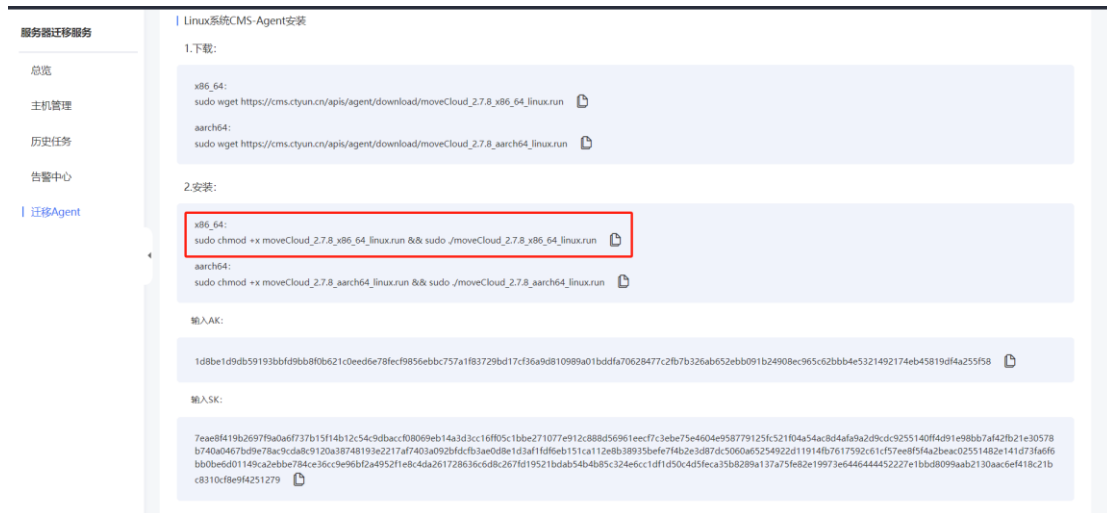 服务器迁移服务
总览
主机管理
历史任务
告警中心
迁移Agent
Linux系统CMS-Agent安装
1.下载：
x86_64:
sudo wget https://cms.ctyun.cn/apis/agent/download/moveCloud_2.7.8_x86_64_linux.run
aarch64:
sudo wget https://cms.ctyun.cn/apis/agent/download/moveCloud_2.7.8_aarch64_linux.run
2.安装：
x86_64:
sudo chmod +x moveCloud_2.7.8_x86_64_linux.run && sudo ./moveCloud_2.7.8_x86_64_linux.run
aarch64:
sudo chmod +x moveCloud_2.7.8_aarch64_linux.run && sudo ./moveCloud_2.7.8_aarch64_linux.run
输入AK:
1d8be1d9db59193bbfd9bb8f0b621c0eed6e78fecf9856ebbc757a1f83729bd17cf36a9d810989a01bddfa70628477c2fb7b326ab652ebb091b24908ec965c62bbb4e5321492174eb45819df4a255f58
输入SK:
7eae8f419b2697f9a0a6f737b15f14b12c54c9dbaccf08069eb14a3d3cc16ff05c1bbe271077e912c888d56961eecf7c3ebe75e4604e958779125fc521f04a54ac8d4afa9a2d9cdc9255140ff4d91e98bb7af42fb21e30578
b740a0467bd9e78ac9cda8c9120a38748193e2217af7403a092bfdcfb3ae0d8e1d3af1fdf6eb151ca112e8b38935befe7f4b2e3d87dc5060a65254922d11914fb7617592c61cf57ee8f5f4a2beac02551482e141d73fa6f6
bb0be6d01149ca2ebbe784ce36cc9e96bf2a4952f1e8c4da261728636c6d8c267fd19521bdab54b4b85c324e6cc1df1d50c4d5feca35b8289a137a75fe82e19973e6446444452227e1bbd8099aab2130aac6ef418c21b
c8310cf8e9f4251279